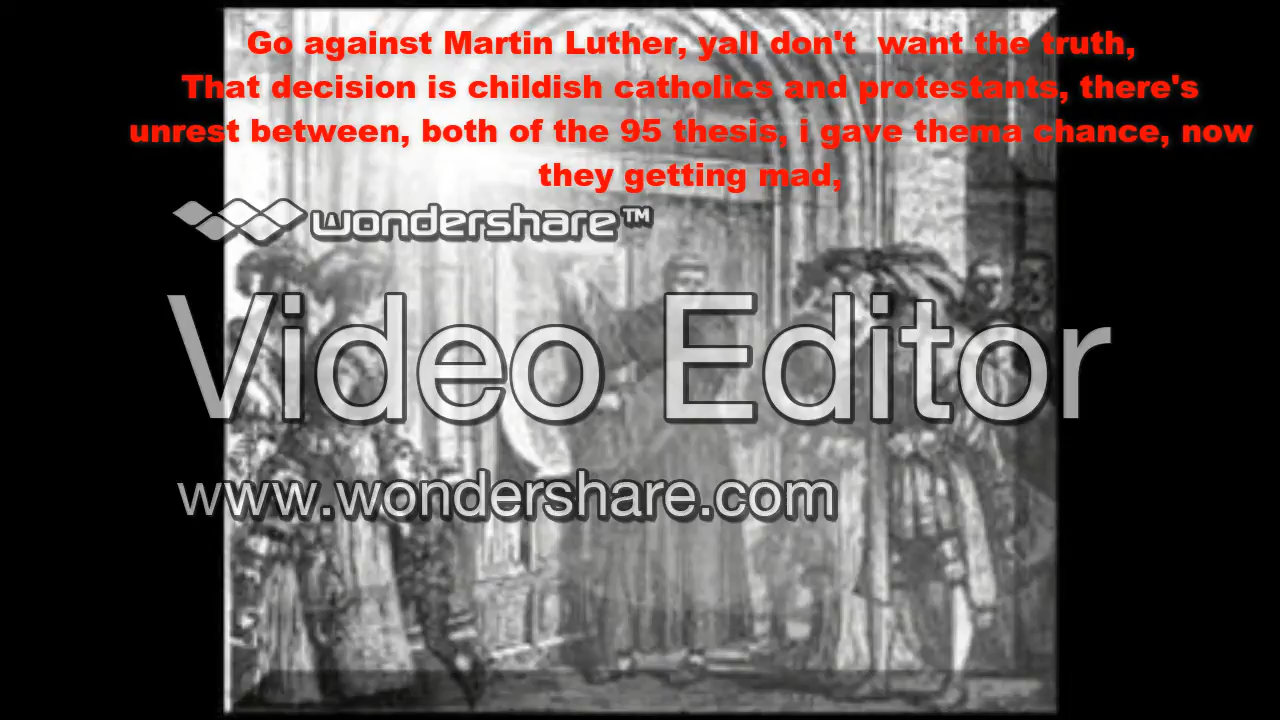 Go against Martin Luther, yall don't  want the truth,
That decision is childish catholics and protestants, there's
unrest between, both of the 95 thesis, i gave thema chance, now
they getting mad,
wondershare™
Video Editor
www.wondershare.com